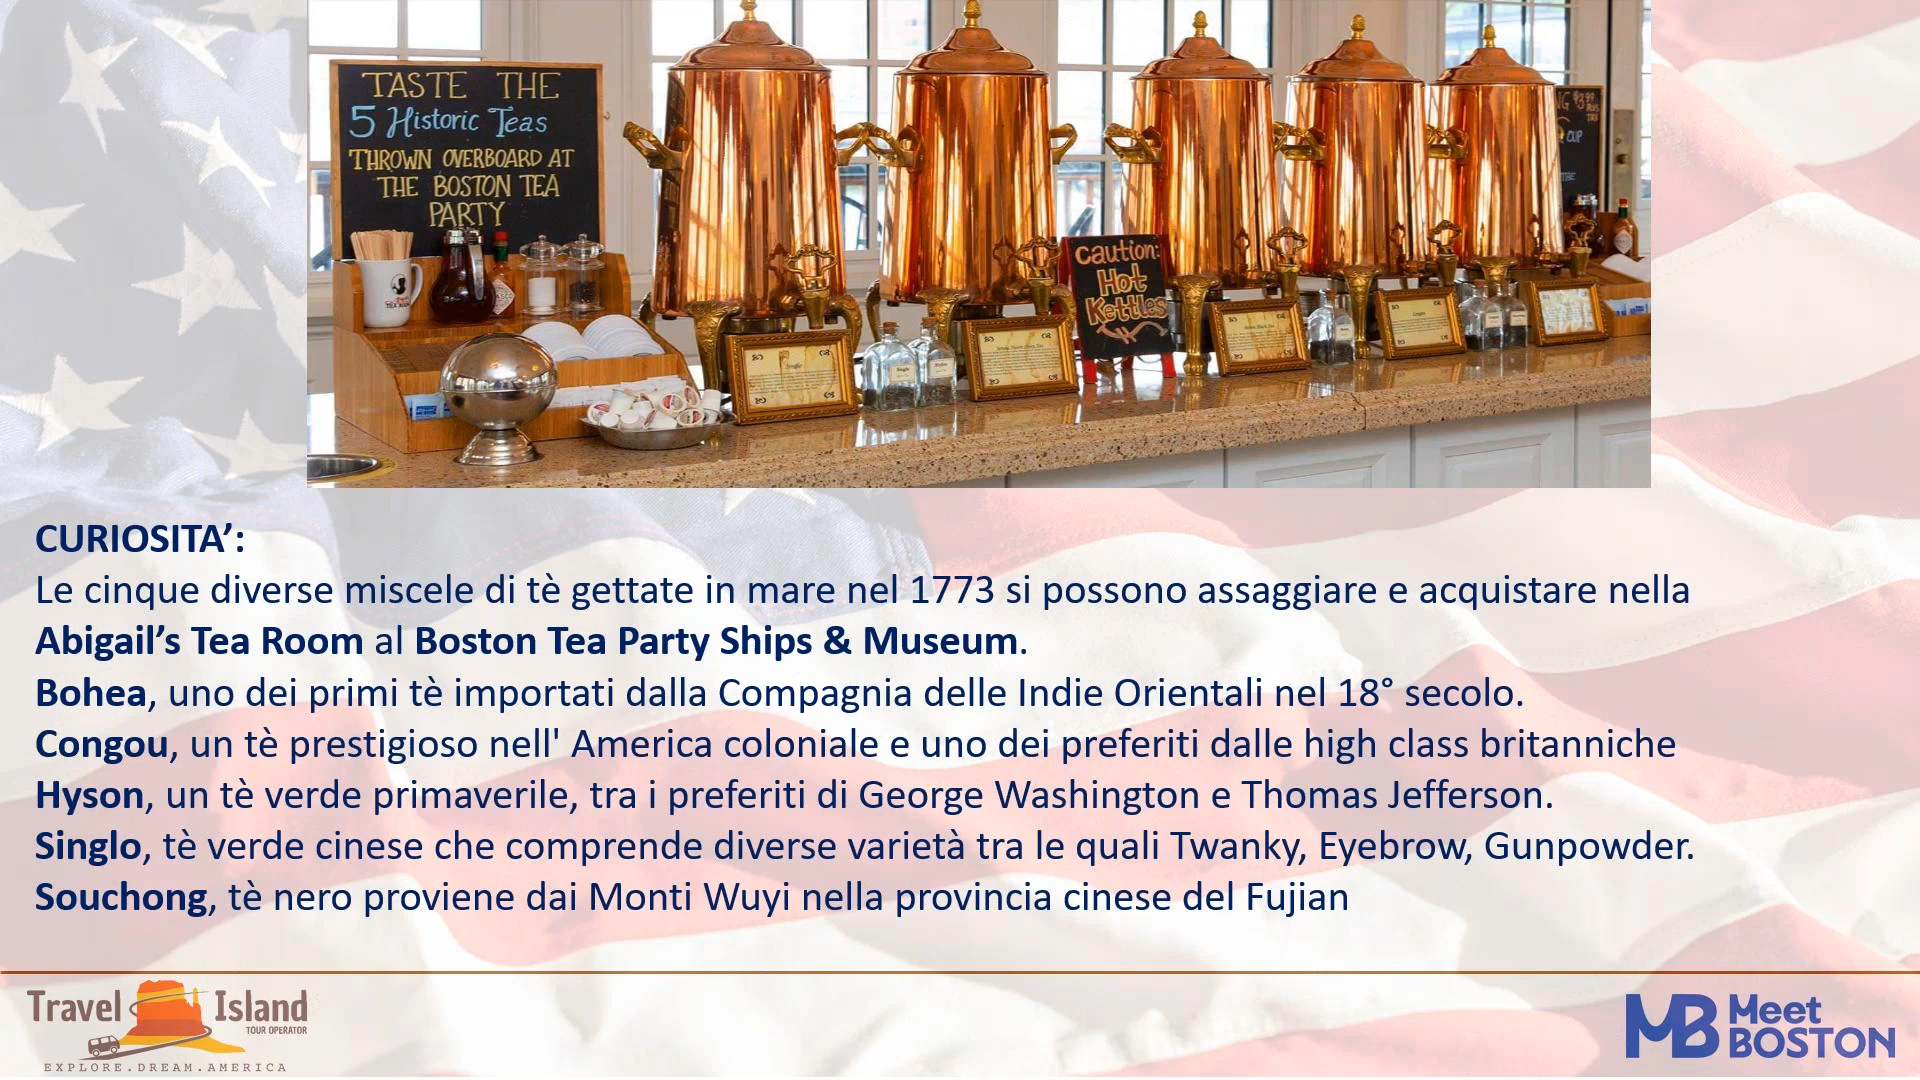 TASTE THE
5 Historic Teas
THROWN OVERBOARD AT
THE BOSTON TEA
PARTY
Caution:
Hot
Kettles
CUP
CURIOSITA’:
Le cinque diverse miscele di tè gettate in mare nel 1773 si possono assaggiare e acquistare nella
Abigail’s Tea Room al Boston Tea Party Ships & Museum.
Bohea, uno dei primi tè importati dalla Compagnia delle Indie Orientali nel 18° secolo.
Congou, un tè prestigioso nell' America coloniale e uno dei preferiti dalle high class britanniche
Hyson, un tè verde primaverile, tra i preferiti di George Washington e Thomas Jefferson.
Singlo, tè verde cinese che comprende diverse varietà tra le quali Twanky, Eyebrow, Gunpowder.
Souchong, tè nero proviene dai Monti Wuyi nella provincia cinese del Fujian
Travel Island
TOUR OPERATOR
EXPLORE.DREAM.AMERICA
MB Meet
BOSTON